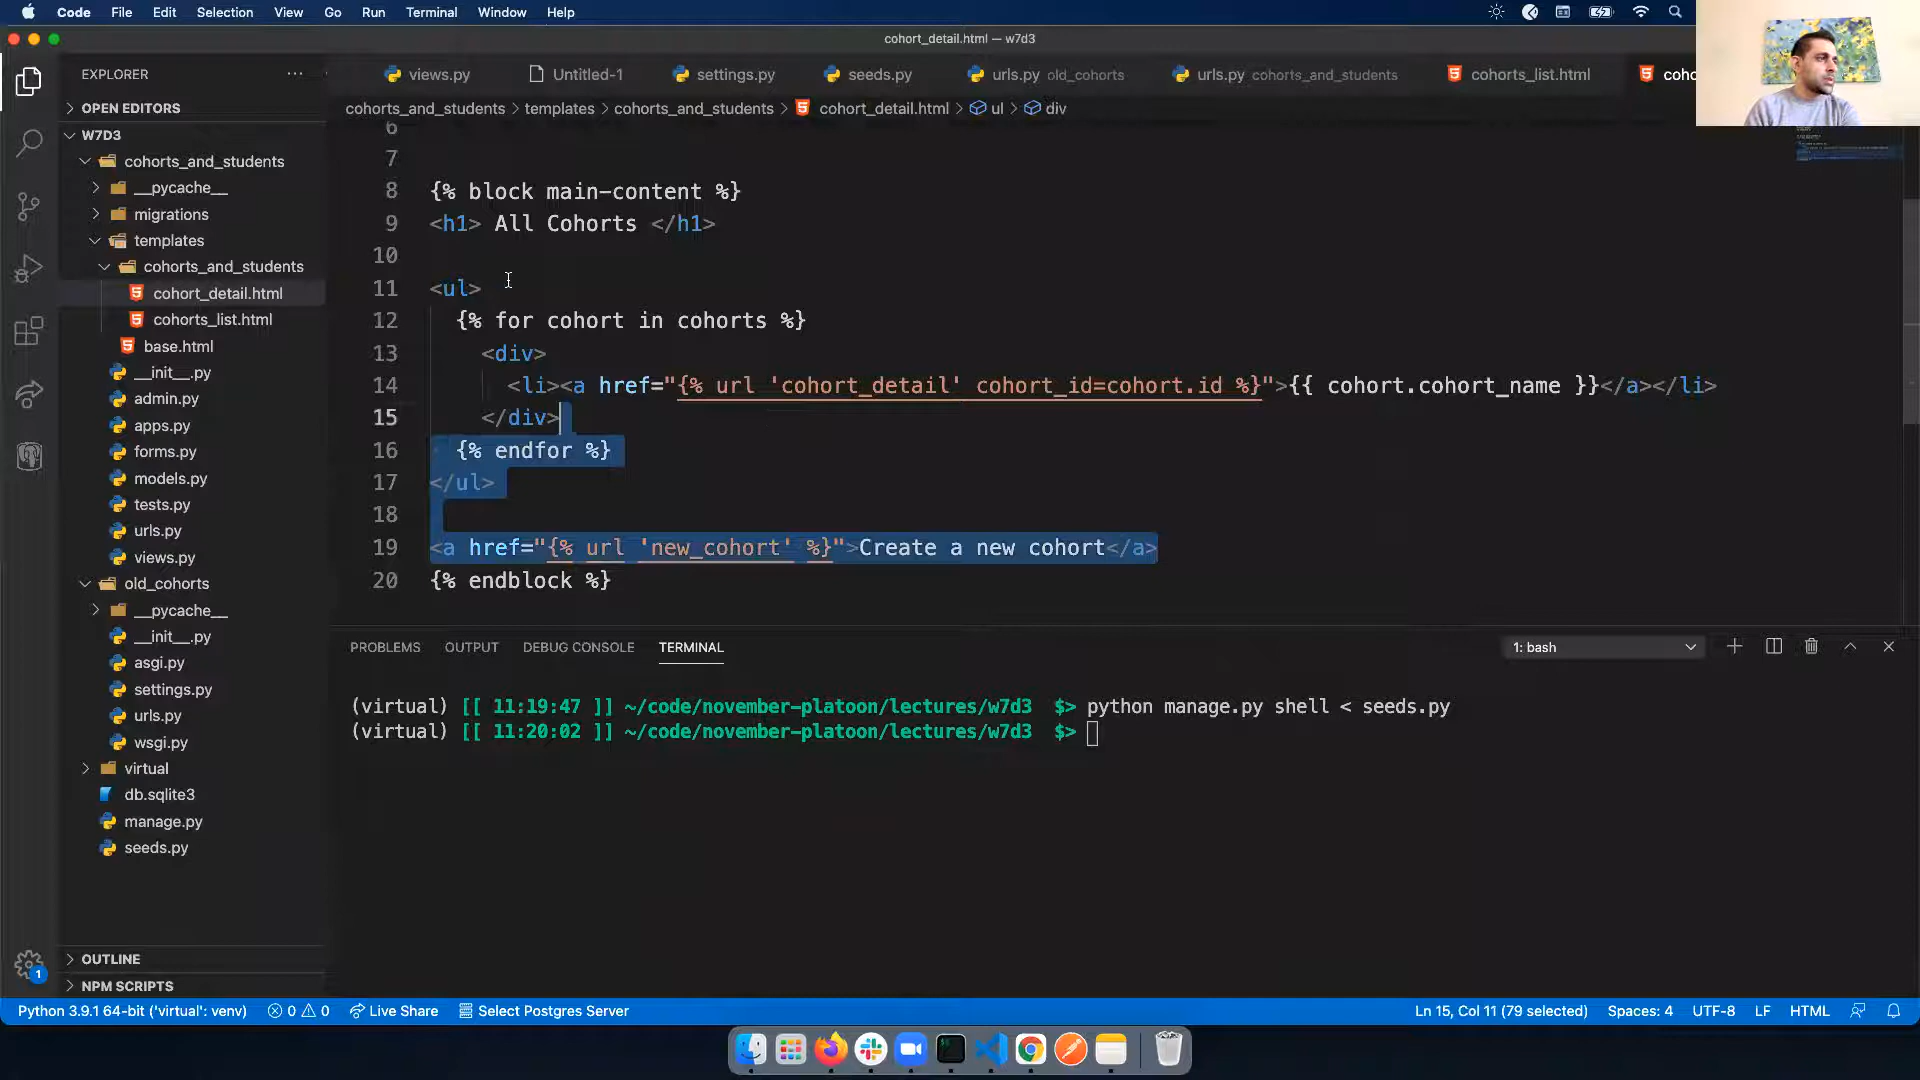 Code File Edit Selection View Go Run Terminal Window Help
cohort_detail.html — w7d3
EXPLORER
views.py Untitled-1 settings.py seeds.py urls.py old_cohorts urls.py cohorts_and_students cohorts_list.html
OPEN EDITORS
cohorts_and_students > templates > cohorts_and_students > cohort_detail.html > ul > div
W7D3
cohorts_and_students
__pycache__
migrations
templates
cohorts_and_students
cohort_detail.html
cohorts_list.html
base.html
__init__.py
admin.py
apps.py
forms.py
models.py
tests.py
urls.py
views.py
old_cohorts
__pycache__
__init__.py
asgi.py
settings.py
urls.py
wsgi.py
virtual
db.sqlite3
manage.py
seeds.py
OUTLINE
NPM SCRIPTS
6
7
8 {% block main-content %}
9 <h1> All Cohorts </h1>
10
11 <ul>
12 {% for cohort in cohorts %}
13 <div>
14 <li><a href="{% url 'cohort_detail' cohort_id=cohort.id %}">{{ cohort.cohort_name }}</a></li>
15 </div>
16 {% endfor %}
17 </ul>
18
19 <a href="{% url 'new_cohort' %}">Create a new cohort</a>
20 {% endblock %}
PROBLEMS OUTPUT DEBUG CONSOLE TERMINAL 1: bash
(virtual) [[ 11:19:47 ]] ~/code/november-platoon/lectures/w7d3 $> python manage.py shell < seeds.py
(virtual) [[ 11:20:02 ]] ~/code/november-platoon/lectures/w7d3 $>
1
Python 3.9.1 64-bit ('virtual': venv) 0 0 Live Share Select Postgres Server Ln 15, Col 11 (79 selected) Spaces: 4 UTF-8 LF HTML